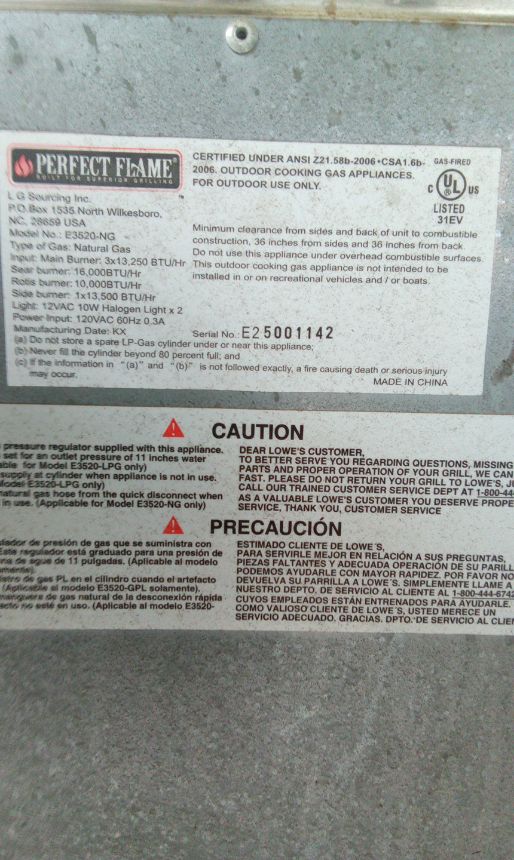 PERFECT FLAME®
BUILT FOR SUPERIOR GRILLING
L G Sourcing Inc.
P.O. Box 1535 North Wilkesboro,
NC, 28659 USA
Model No.: E3520-NG
Type of Gas: Natural Gas
Input: Main Burner: 3x13,250 BTU/Hr
Sear burner: 16,000BTU/Hr
Rotis burner: 10,000BTU/Hr
Side burner: 1x13,500 BTU/Hr
Light: 12VAC 10W Halogen Light x 2
Power Input: 120VAC 60Hz 0.3A
Manufacturing Date: KX
CERTIFIED UNDER ANSI Z21.58b-2006•CSA1.6b-
2006. OUTDOOR COOKING GAS APPLIANCES.
FOR OUTDOOR USE ONLY.
GAS-FIRED
C UL US
LISTED
31EV
Minimum clearance from sides and back of unit to combustible
construction, 36 inches from sides and 36 inches from back.
Do not use this appliance under overhead combustible surfaces.
This outdoor cooking gas appliance is not intended to be
installed in or on recreational vehicles and / or boats.
Serial No.: E25001142
(a) Do not store a spare LP-Gas cylinder under or near this appliance;
(b) Never fill the cylinder beyond 80 percent full; and
(c) If the information in "(a)" and "(b)" is not followed exactly, a fire causing death or serious injury
may occur.
MADE IN CHINA
CAUTION
pressure regulator supplied with this appliance.
set for an outlet pressure of 11 inches water
able for Model E3520-LPG only)
supply at cylinder when appliance is not in use.
Model E3520-LPG only)
natural gas hose from the quick disconnect when
in use. (Applicable for Model E3520-NG only)
DEAR LOWE'S CUSTOMER,
TO BETTER SERVE YOU REGARDING QUESTIONS, MISSING
PARTS AND PROPER OPERATION OF YOUR GRILL, WE CAN
FAST. PLEASE DO NOT RETURN YOUR GRILL TO LOWE'S, JU
CALL OUR TRAINED CUSTOMER SERVICE DEPT AT 1-800-444
AS A VALUABLE LOWE'S CUSTOMER YOU DESERVE PROPE
SERVICE, THANK YOU, CUSTOMER SERVICE
PRECAUCIÓN
lador de presión de gas que se suministra con
Este regulador está graduado para una presión de
na de agua de 11 pulgadas. (Aplicable al modelo
amente)
istro de gas PL en el cilindro cuando el artefacto
(Aplicable al modelo E3520-GPL solamente).
manguera de gas natural de la desconexión rápida
acto no esté en uso. (Aplicable al modelo E3520-
ESTIMADO CLIENTE DE LOWE'S,
PARA SERVIRLE MEJOR EN RELACIÓN A SUS PREGUNTAS,
PIEZAS FALTANTES Y ADECUADA OPERACIÓN DE SU PARILL
PODEMOS AYUDARLE CON MAYOR RAPIDEZ. POR FAVOR NO
DEVUELVA SU PARRILLA A LOWE'S. SIMPLEMENTE LLAME A
NUESTRO DEPTO. DE SERVICIO AL CLIENTE AL 1-800-444-6742
CUYOS EMPLEADOS ESTÁN ENTRENADOS PARA AYUDARLE.
COMO VALIOSO CLIENTE DE LOWE'S, USTED MERECE UN
SERVICIO ADECUADO. GRACIAS. DPTO. DE SERVICIO AL CLIEN